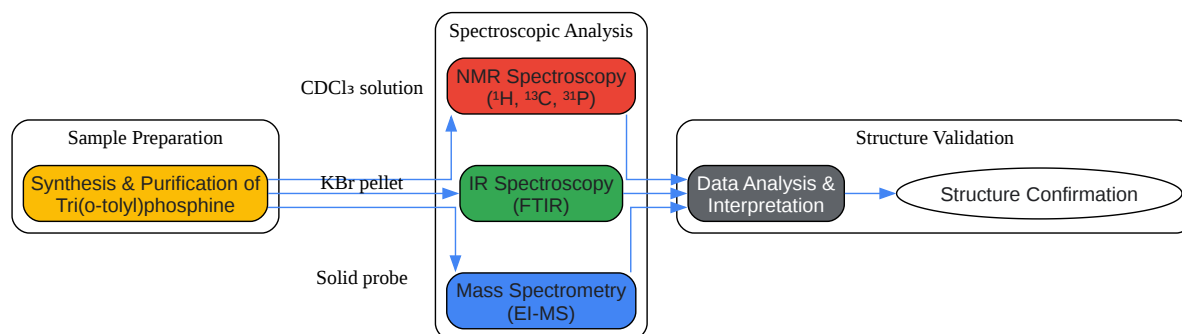 Sample Preparation
Synthesis & Purification of
Tri(o-tolyl)phosphine
CDCl₃ solution
KBr pellet
Solid probe
Spectroscopic Analysis
NMR Spectroscopy
(¹H, ¹³C, ³¹P)
IR Spectroscopy
(FTIR)
Mass Spectrometry
(EI-MS)
Structure Validation
Data Analysis &
Interpretation
Structure Confirmation